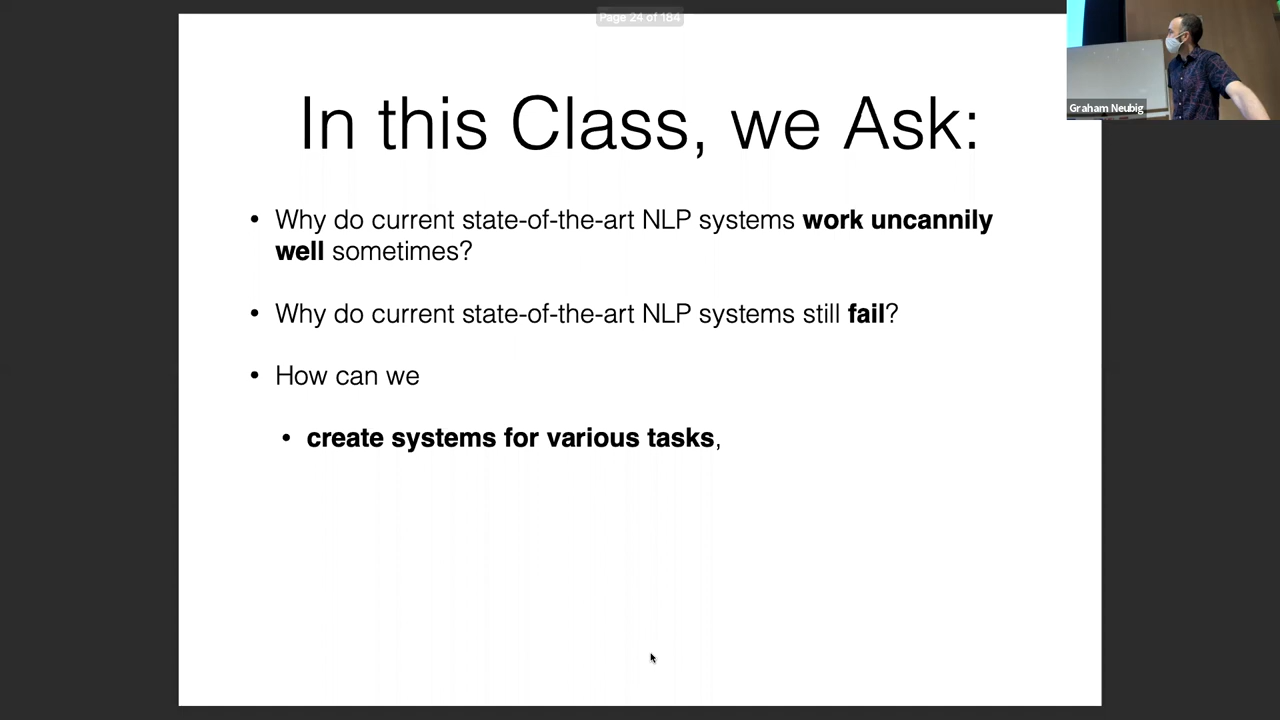 Page 24 of 184
In this Class, we Ask:
Graham Neubig
• Why do current state-of-the-art NLP systems work uncannily
well sometimes?
• Why do current state-of-the-art NLP systems still fail?
• How can we
• create systems for various tasks,